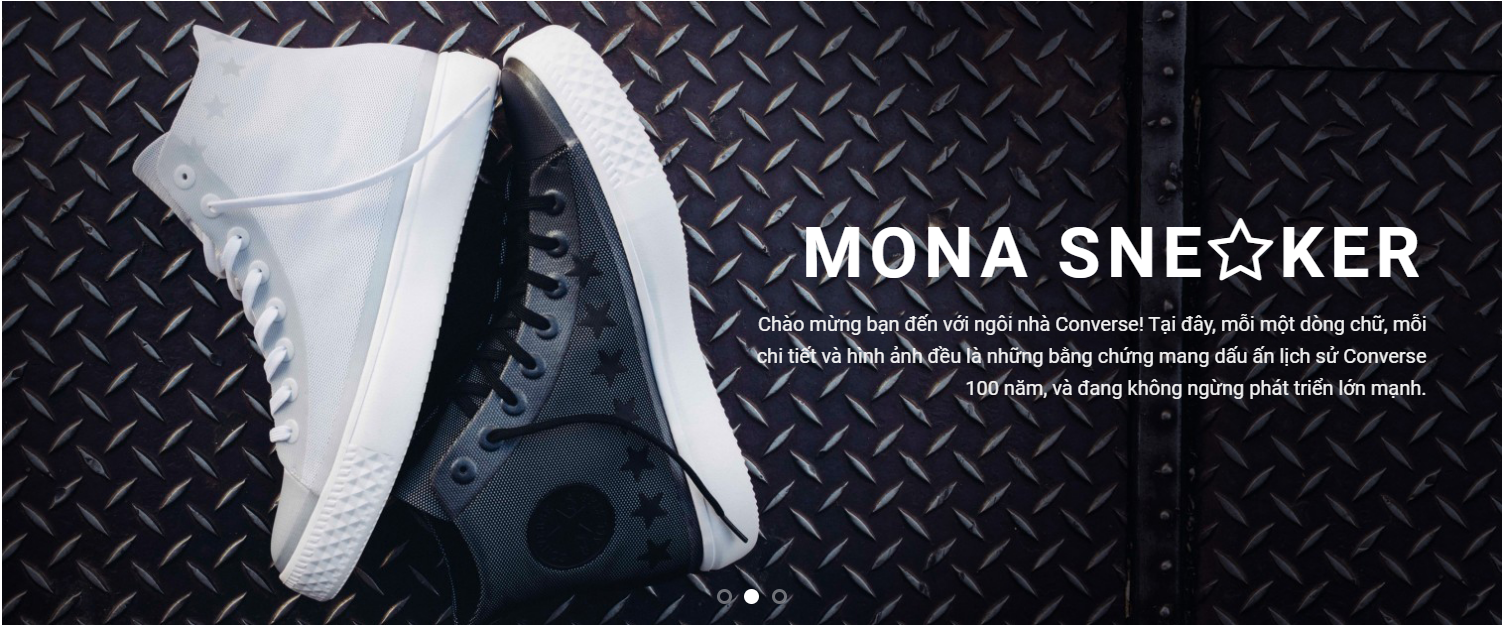 MONA SNE☆KER
Chào mừng bạn đến với ngôi nhà Converse! Tại đây, mỗi một dòng chữ, mỗi
chi tiết và hình ảnh đều là những bằng chứng mang dấu ấn lịch sử Converse
100 năm, và đang không ngừng phát triển lớn mạnh.